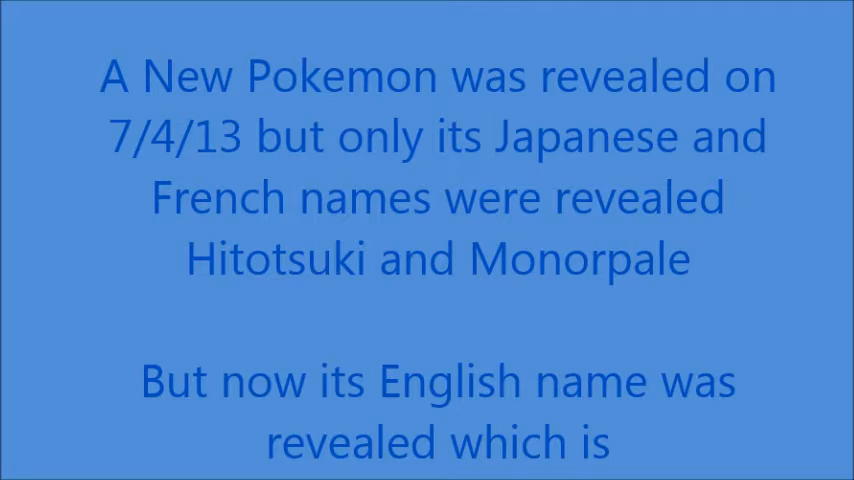 A New Pokemon was revealed on
7/4/13 but only its Japanese and
French names were revealed
Hitotsuki and Monorpale
But now its English name was
revealed which is